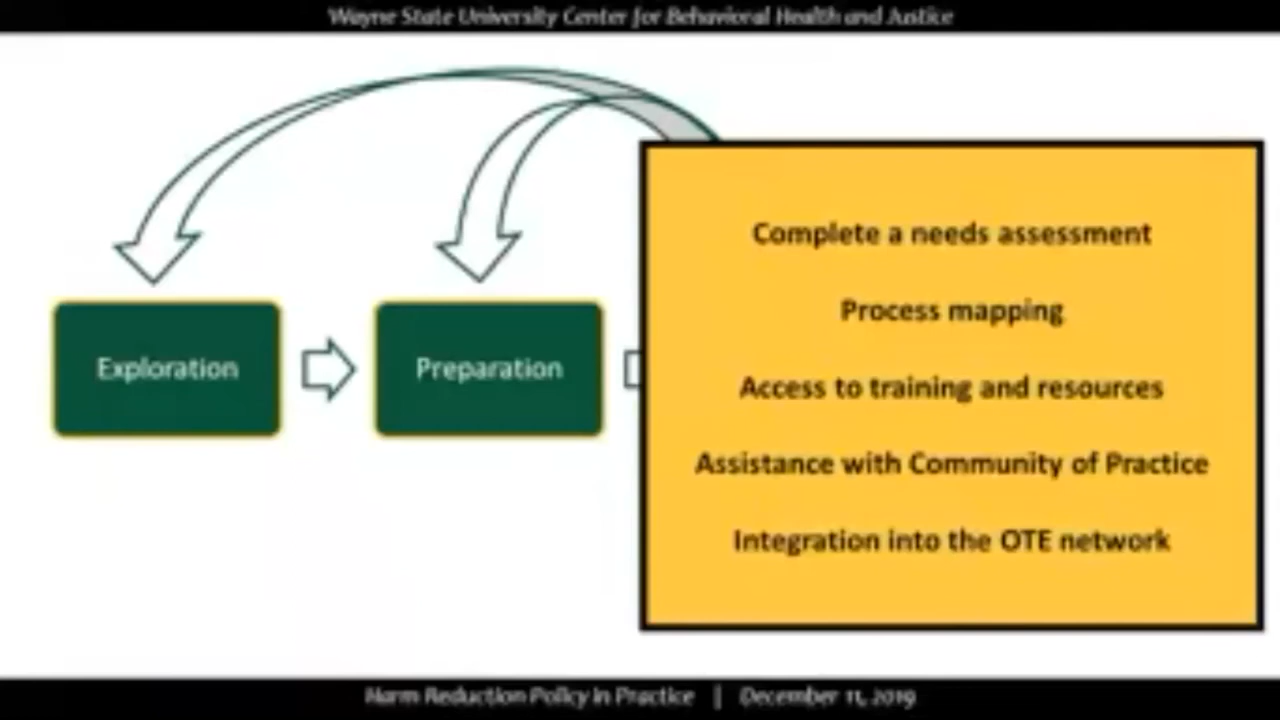 Wayne State University Center for Behavioral Health and Justice
Complete a needs assessment
Process mapping
Exploration
Preparation
Access to training and resources
Assistance with Community of Practice
Integration into the OTE network
Harm Reduction Policy in Practice | December 11, 2019